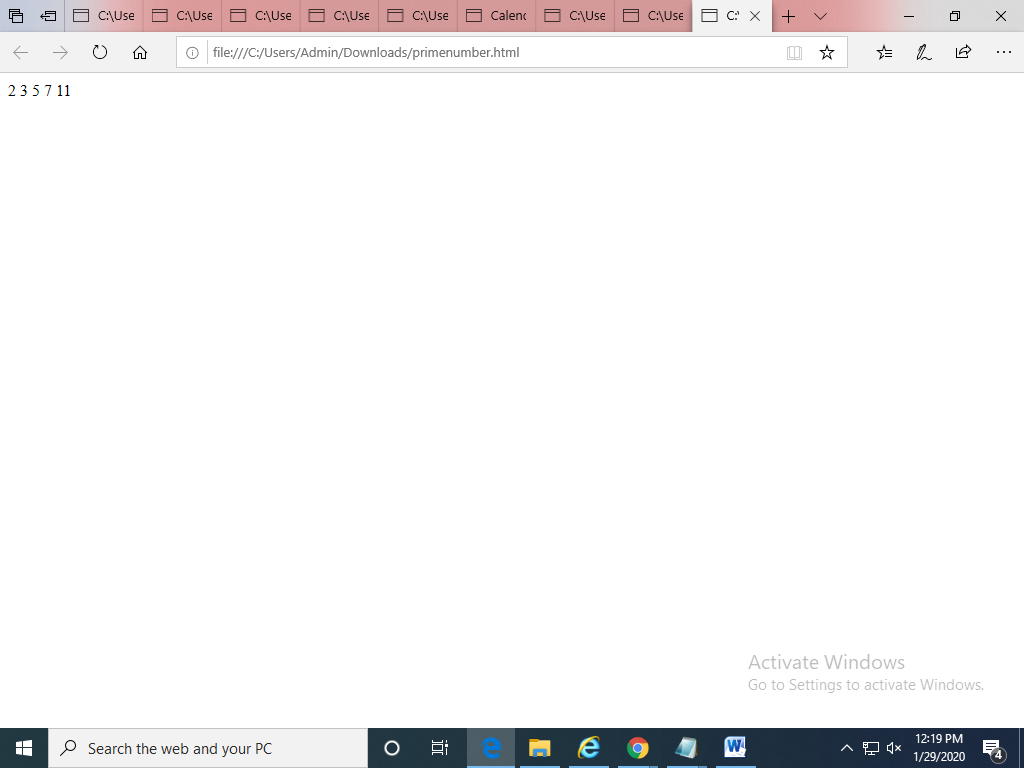 C:\Use C:\Use C:\Use C:\Use C:\Use Calend C:\Use C:\Use C:\
file:///C:/Users/Admin/Downloads/primenumber.html
2 3 5 7 11
Activate Windows
Go to Settings to activate Windows.
Search the web and your PC
12:19 PM
1/29/2020
4